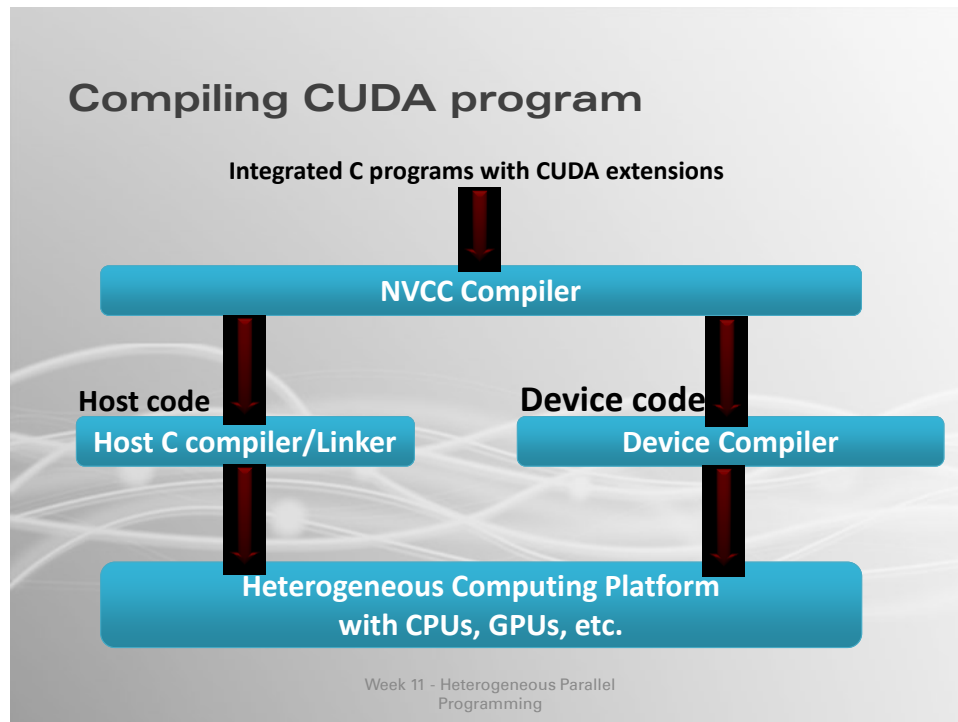 Compiling CUDA program
Integrated C programs with CUDA extensions
NVCC Compiler
Host code
Device code
Host C compiler/Linker
Device Compiler
Heterogeneous Computing Platform
with CPUs, GPUs, etc.
Week 11 - Heterogeneous Parallel
Programming